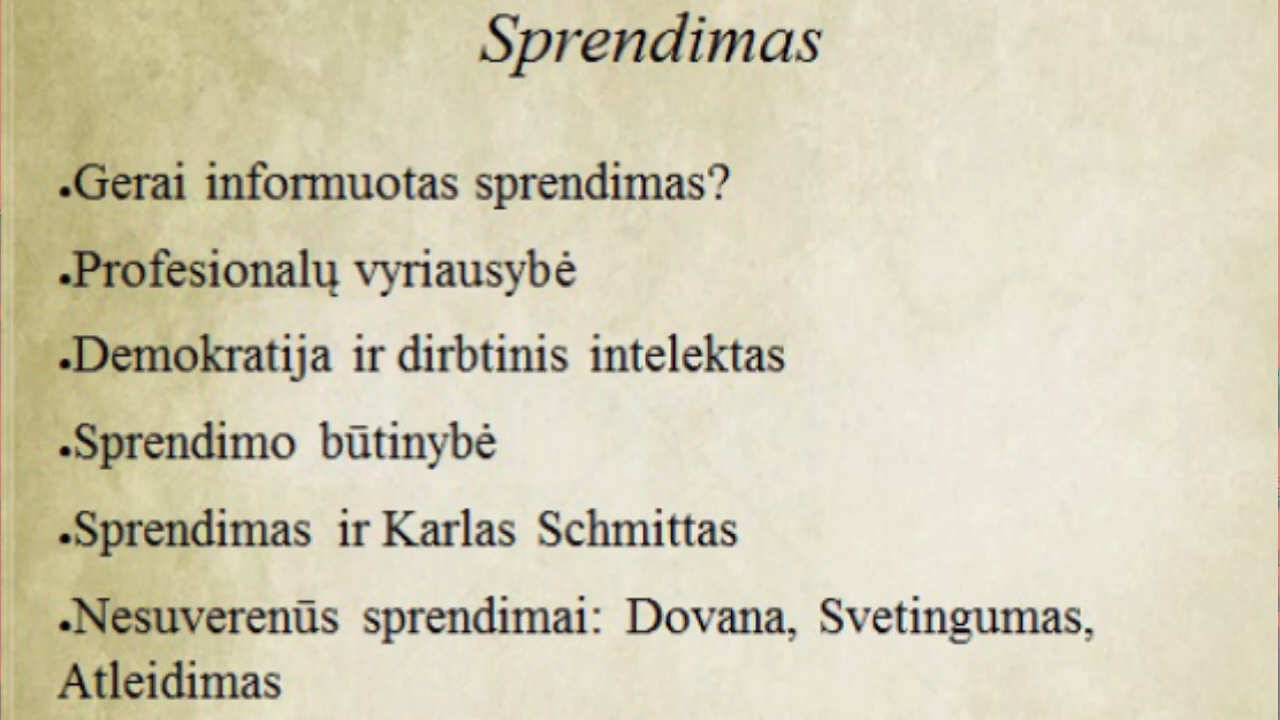 Sprendimas
•Gerai informuotas sprendimas?
•Profesionalų vyriausybė
•Demokratija ir dirbtinis intelektas
•Sprendimo būtinybė
•Sprendimas ir Karlas Schmittas
•Nesuverenūs sprendimai: Dovana, Svetingumas,
Atleidimas